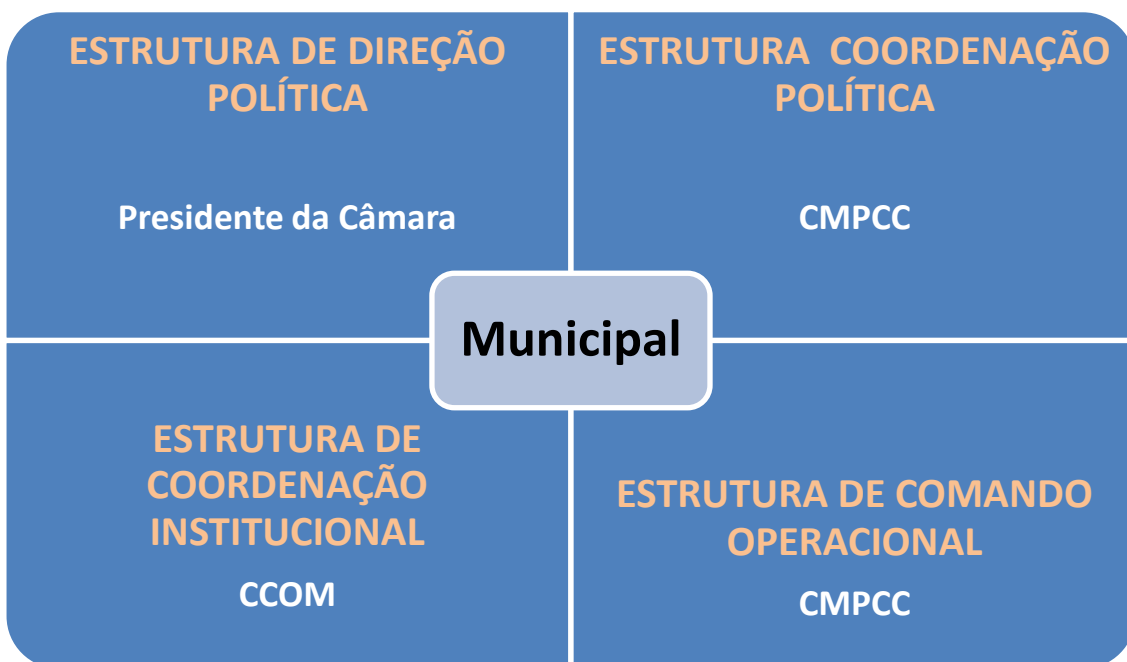 ESTRUTURA DE DIREÇÃO
POLÍTICA
Presidente da Câmara
ESTRUTURA COORDENAÇÃO
POLÍTICA
CMPCC
Municipal
ESTRUTURA DE
COORDENAÇÃO
INSTITUCIONAL
CCOM
ESTRUTURA DE COMANDO
OPERACIONAL
CMPCC